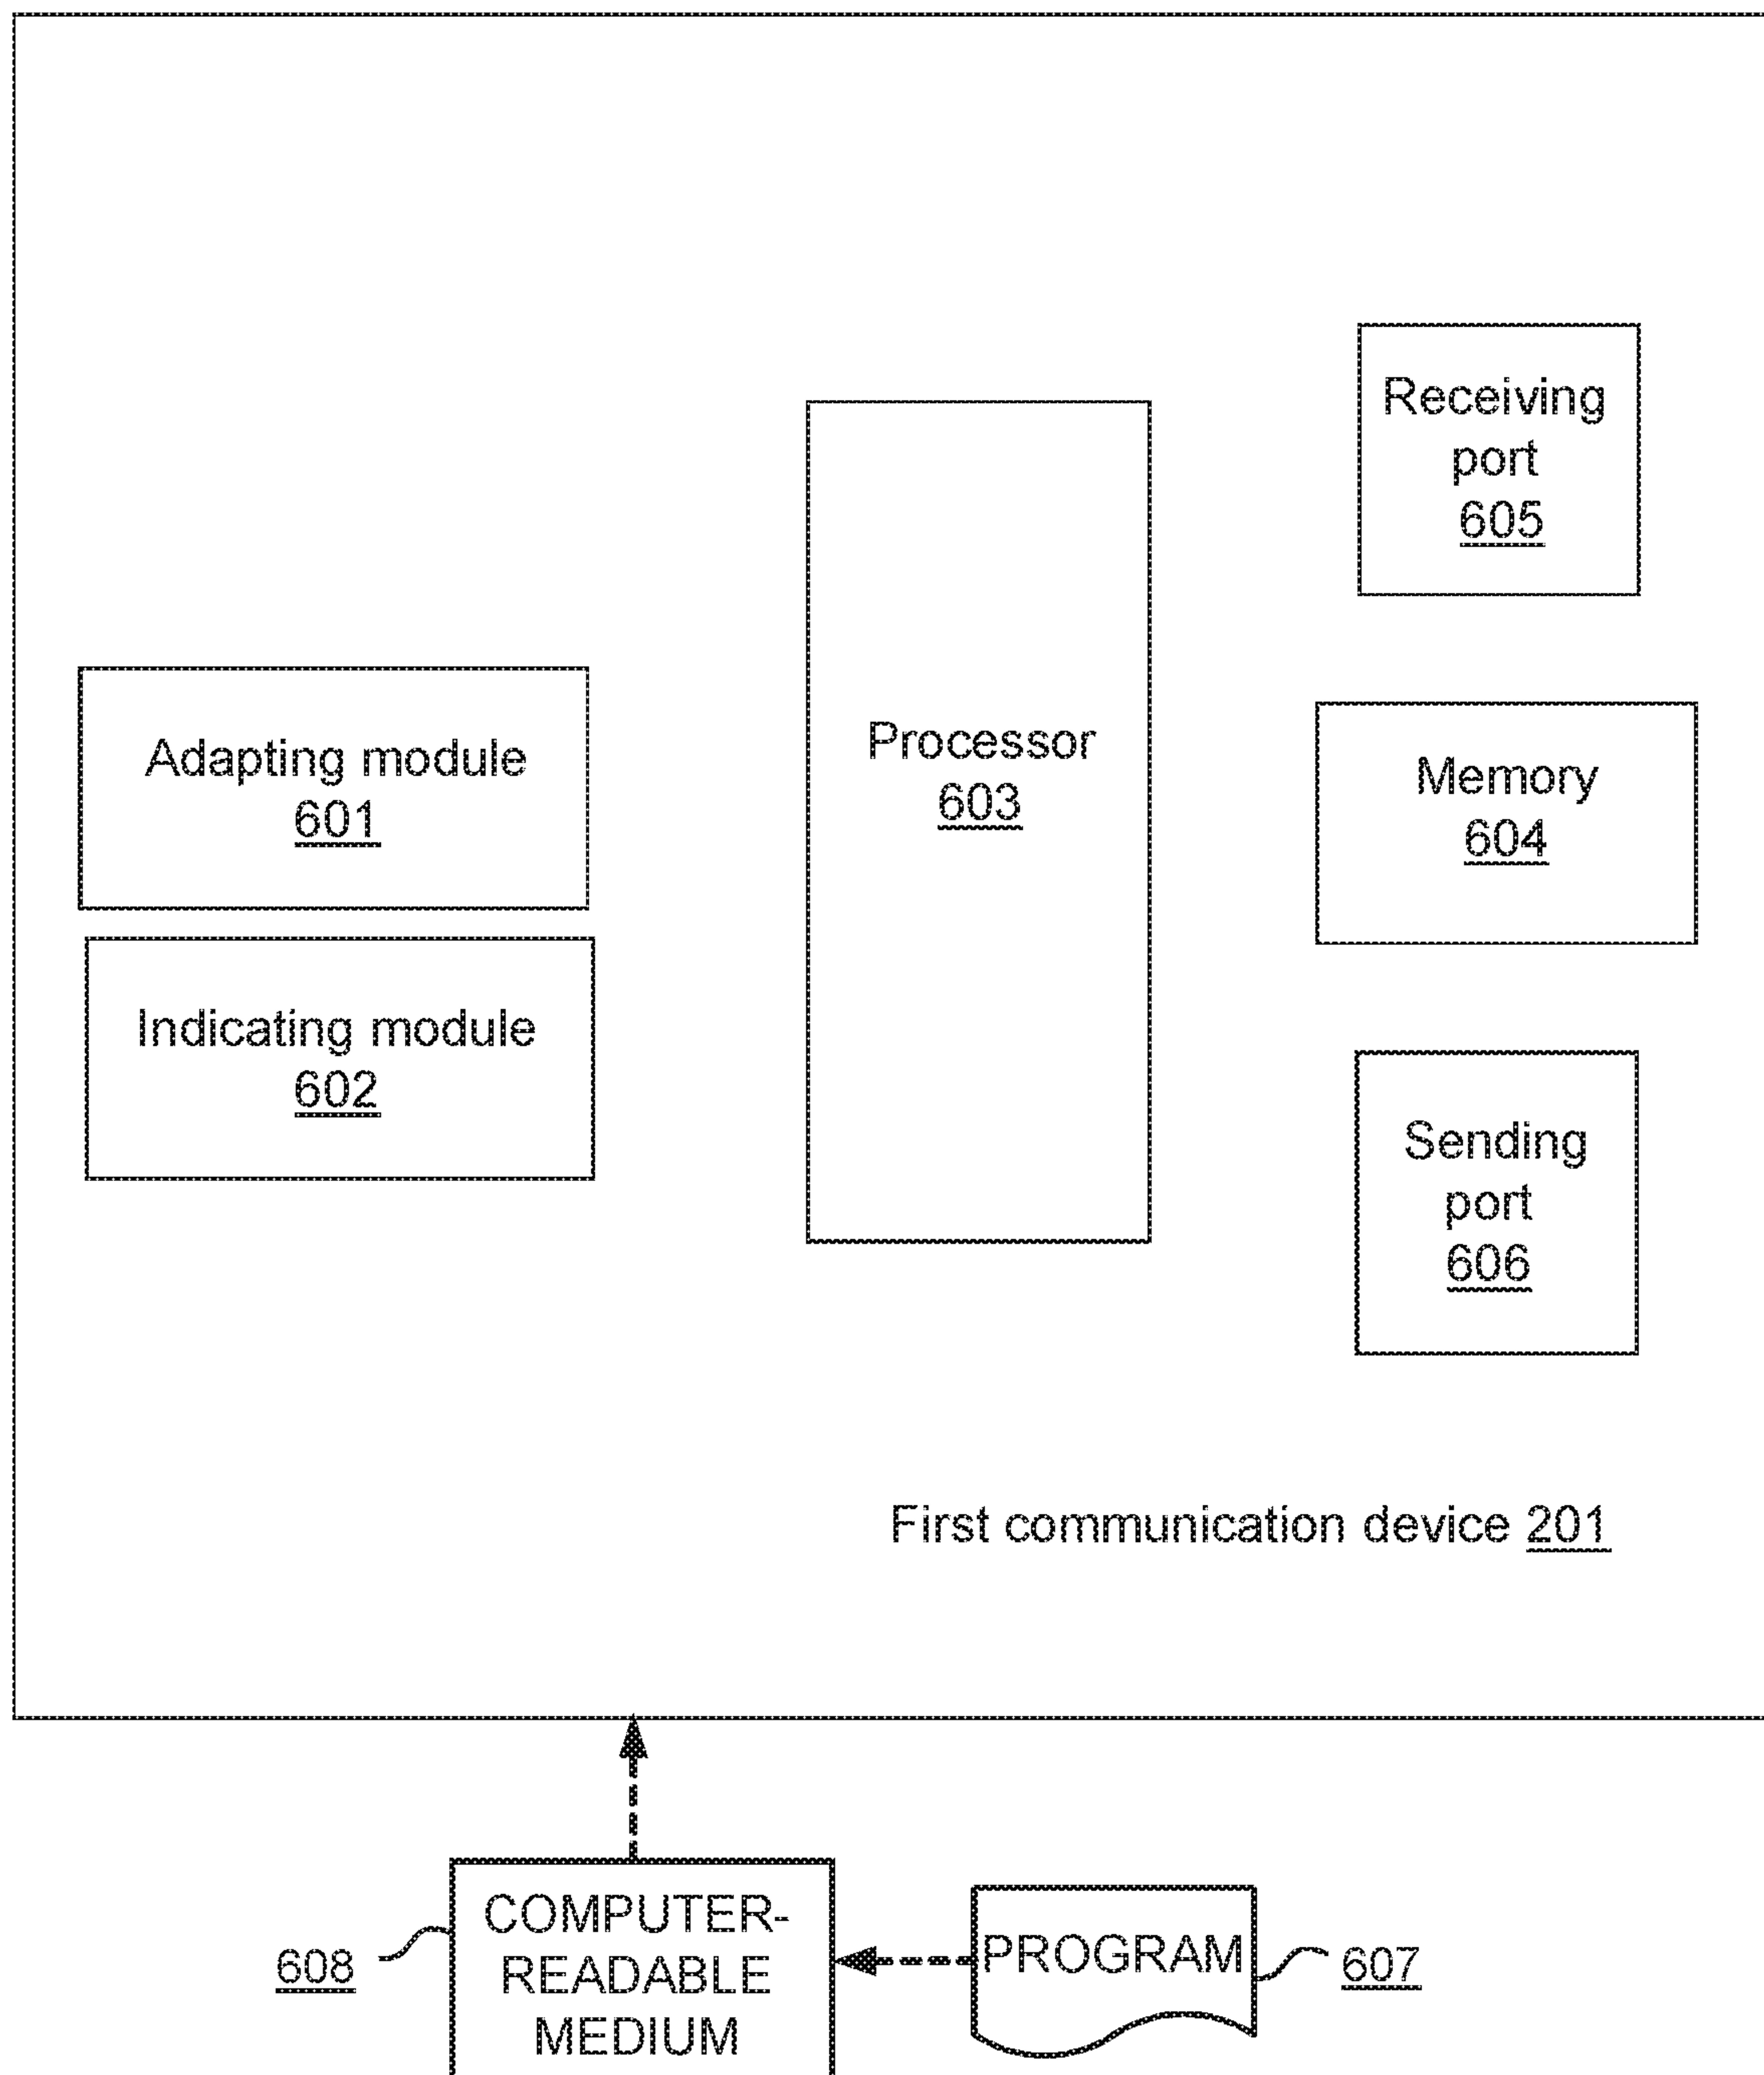 Receiving
port
605
Adapting module
601
Processor
603
Memory
604
Indicating module
602
Sending
port
606
First communication device 201
COMPUTER-
READABLE
MEDIUM
608
PROGRAM
607